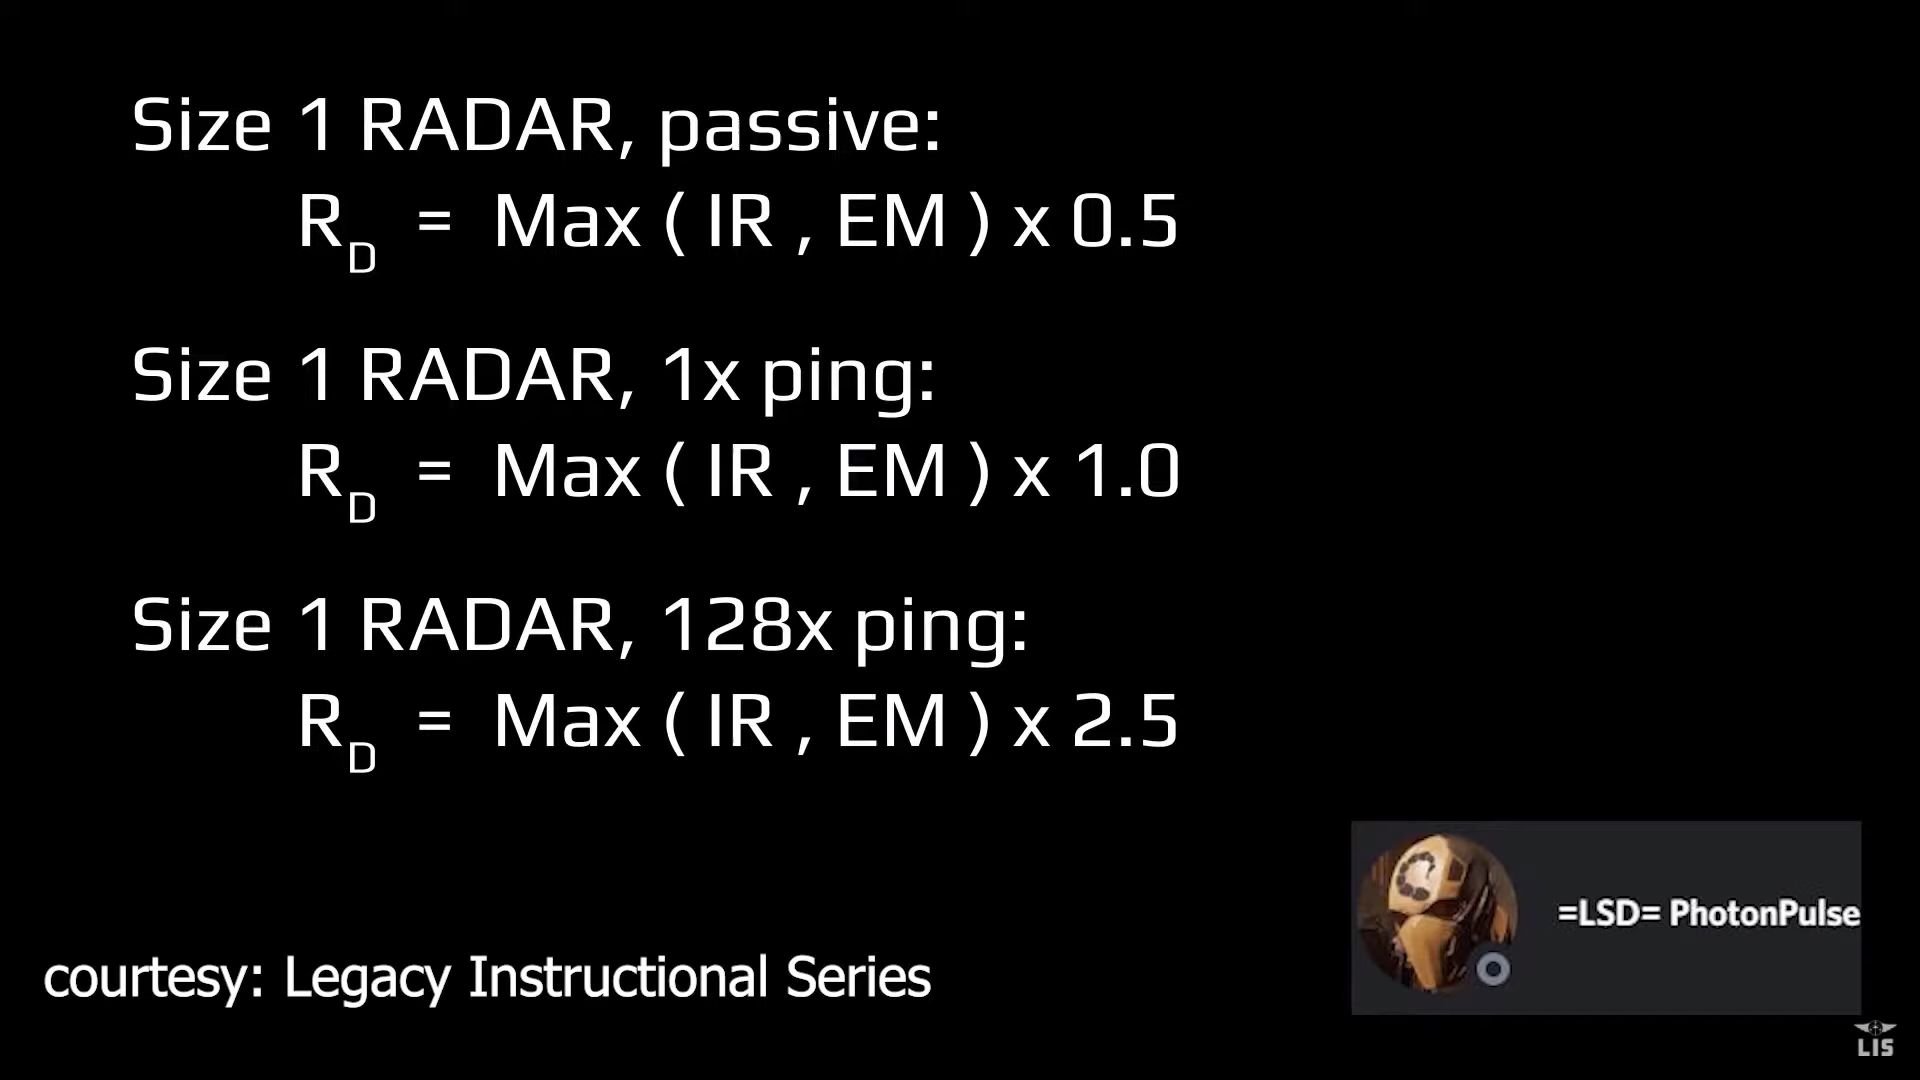 Size 1 RADAR, passive:
R_D = Max ( IR , EM ) x 0.5
Size 1 RADAR, 1x ping:
R_D = Max ( IR , EM ) x 1.0
Size 1 RADAR, 128x ping:
R_D = Max ( IR , EM ) x 2.5
=LSD= PhotonPulse
courtesy: Legacy Instructional Series
LIS